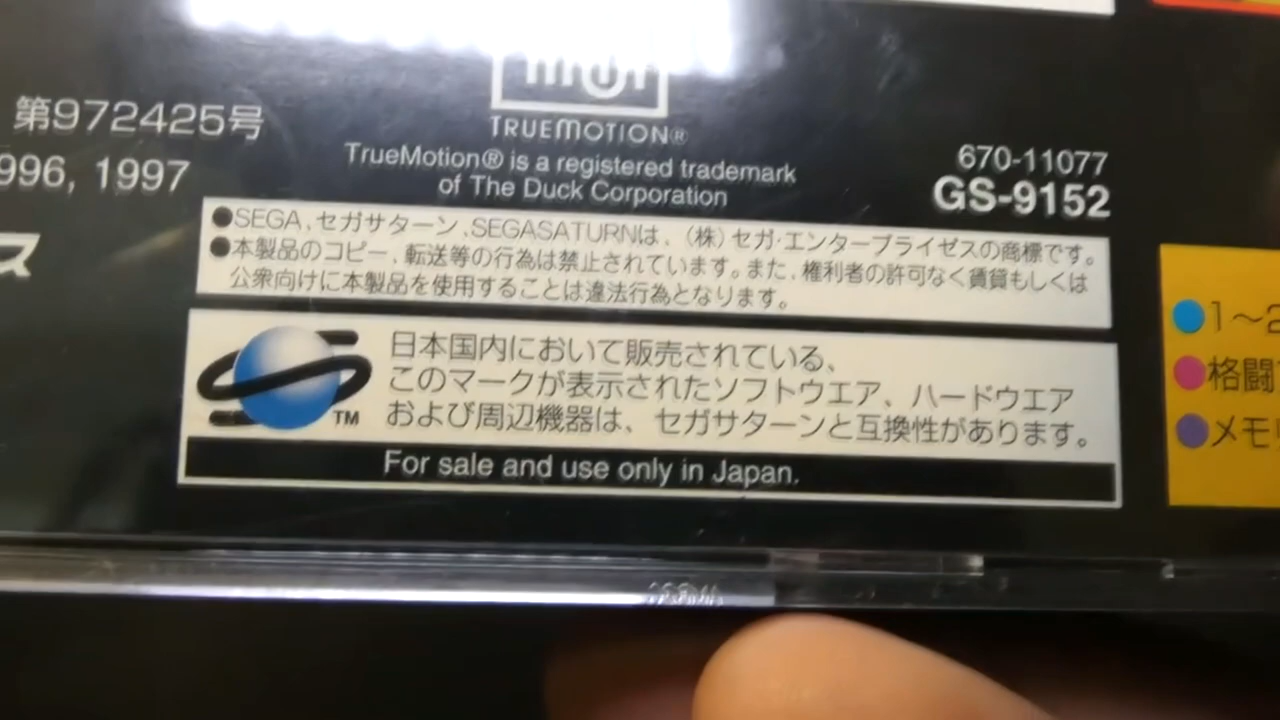 第972425号
996, 1997
TRUEMOTION®
TrueMotion® is a registered trademark
of The Duck Corporation
670-11077
GS-9152
ス
●SEGA、セガサターン、SEGASATURNは、(株)セガ・エンタープライゼスの商標です。
●本製品のコピー、転送等の行為は禁止されています。また、権利者の許可なく賃貸もしくは
公衆向けに本製品を使用することは違法行為となります。
日本国内において販売されている、
このマークが表示されたソフトウエア、ハードウエア
および周辺機器は、セガサターンと互換性があります。
TM
For sale and use only in Japan.
●1〜2
●格闘
●メモ